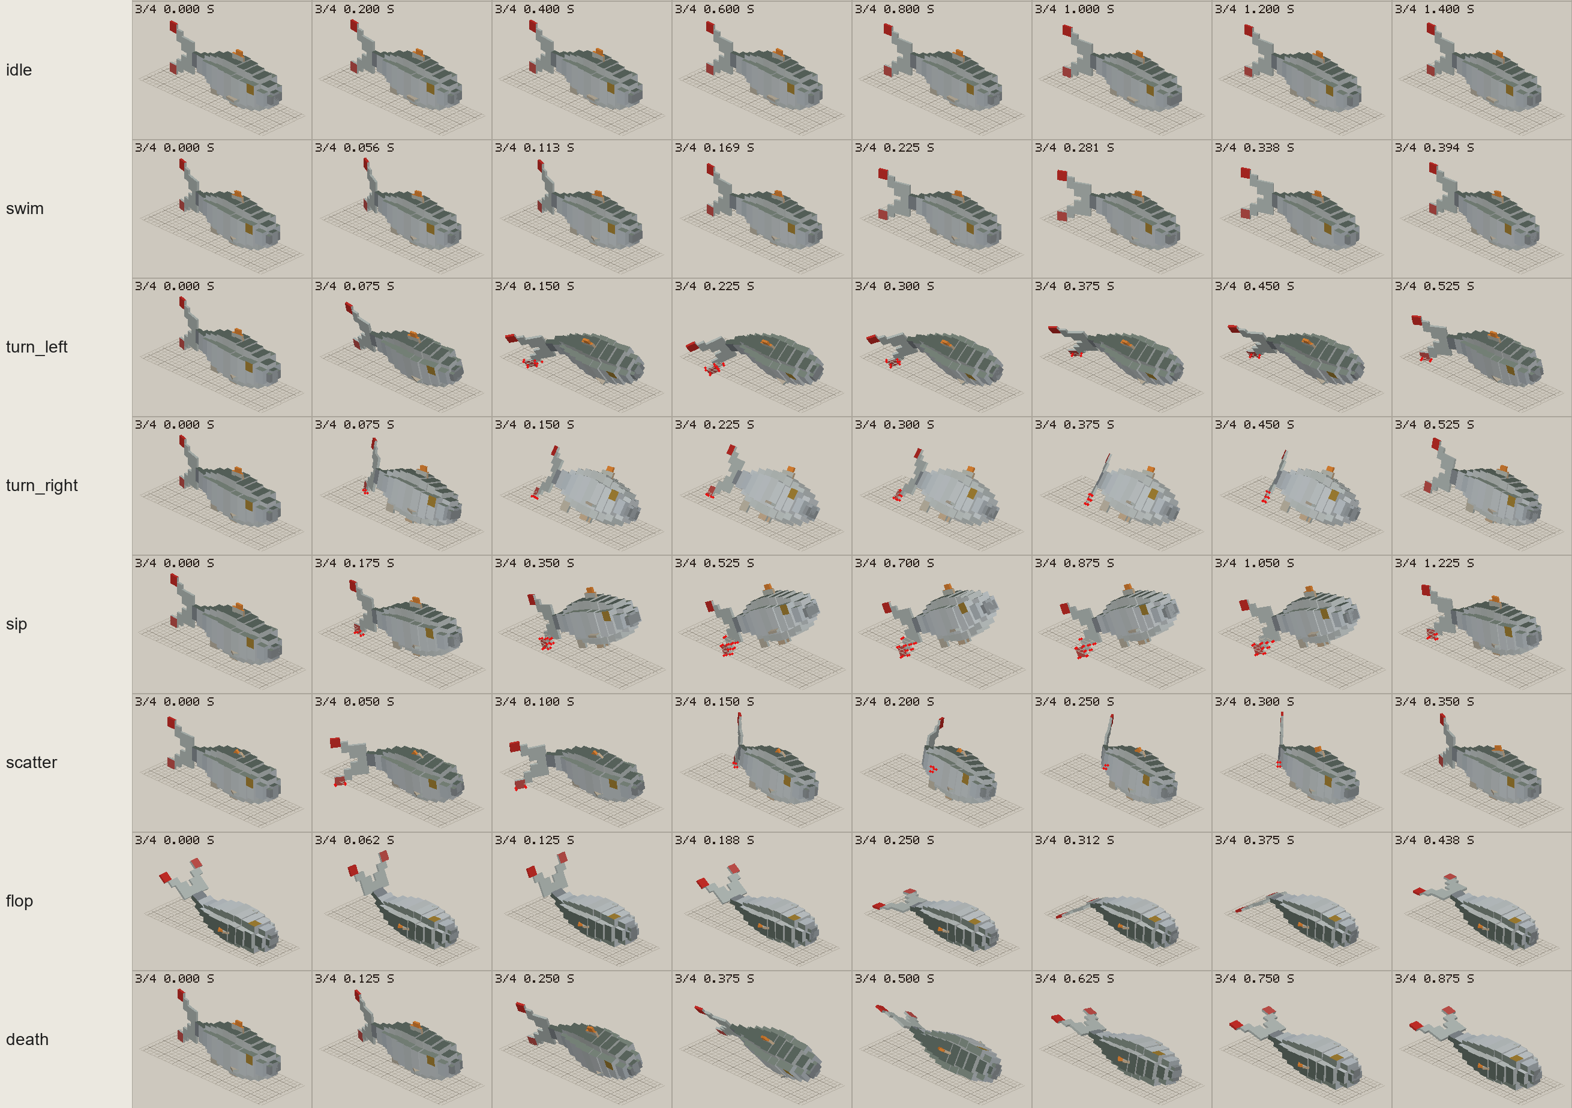 3/4 0.000 S 3/4 0.200 S 3/4 0.400 S 3/4 0.600 S 3/4 0.800 S 3/4 1.000 S 3/4 1.200 S 3/4 1.400 S
idle
3/4 0.000 S 3/4 0.056 S 3/4 0.113 S 3/4 0.169 S 3/4 0.225 S 3/4 0.281 S 3/4 0.338 S 3/4 0.394 S
swim
3/4 0.000 S 3/4 0.075 S 3/4 0.150 S 3/4 0.225 S 3/4 0.300 S 3/4 0.375 S 3/4 0.450 S 3/4 0.525 S
turn_left
3/4 0.000 S 3/4 0.075 S 3/4 0.150 S 3/4 0.225 S 3/4 0.300 S 3/4 0.375 S 3/4 0.450 S 3/4 0.525 S
turn_right
3/4 0.000 S 3/4 0.175 S 3/4 0.350 S 3/4 0.525 S 3/4 0.700 S 3/4 0.875 S 3/4 1.050 S 3/4 1.225 S
sip
3/4 0.000 S 3/4 0.050 S 3/4 0.100 S 3/4 0.150 S 3/4 0.200 S 3/4 0.250 S 3/4 0.300 S 3/4 0.350 S
scatter
3/4 0.000 S 3/4 0.062 S 3/4 0.125 S 3/4 0.188 S 3/4 0.250 S 3/4 0.312 S 3/4 0.375 S 3/4 0.438 S
flop
3/4 0.000 S 3/4 0.125 S 3/4 0.250 S 3/4 0.375 S 3/4 0.500 S 3/4 0.625 S 3/4 0.750 S 3/4 0.875 S
death